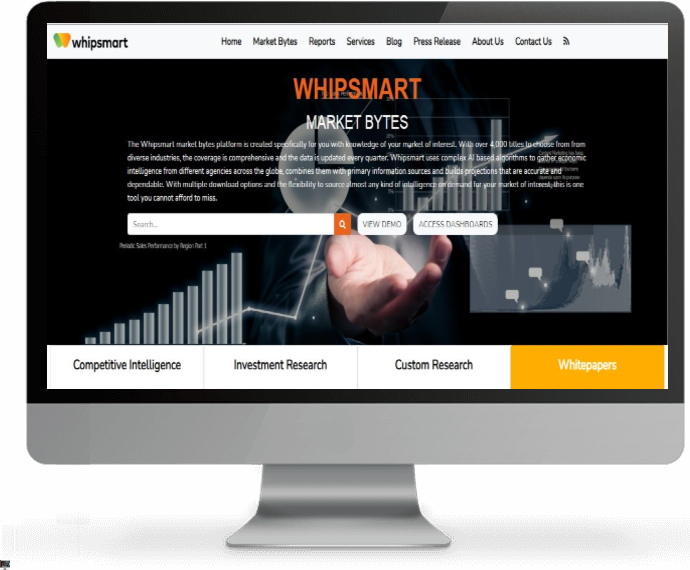 whipsmart
Home Market Bytes Reports Services Blog Press Release About Us Contact Us
WHIPSMART
MARKET BYTES
The Whipsmart market bytes platform is created specifically for you with knowledge of your market of interest. With over 4,000 titles to choose from from
diverse industries, the coverage is comprehensive and the data is updated every quarter. Whipsmart uses complex AI based algorithms to gather economic
intelligence from different agencies across the globe, combines them with primary information sources and builds projections that are accurate and
dependable. With multiple download options and the flexibility to source almost any kind of intelligence on demand for your market of interest, this is one
tool you cannot afford to miss.
Search... VIEW DEMO ACCESS DASHBOARDS
Periodic Sales Performance by Region Part 1
Competitive Intelligence Investment Research Custom Research Whitepapers